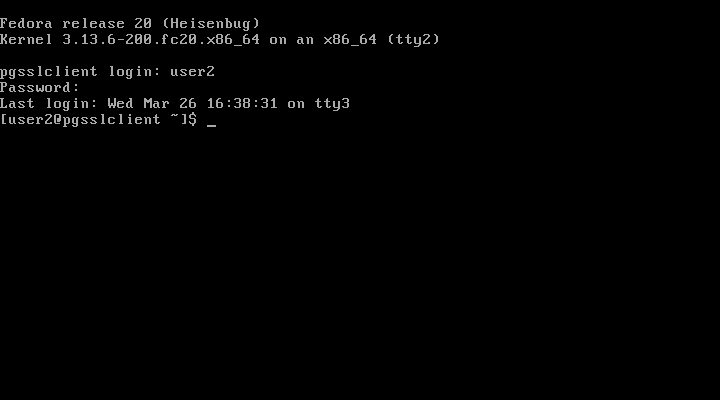 Fedora release 20 (Heisenbug)
Kernel 3.13.6-200.fc20.x86_64 on an x86_64 (tty2)
pgsslclient login: user2
Password:
Last login: Wed Mar 26 16:38:31 on tty3
[user2@pgsslclient ~]$ _